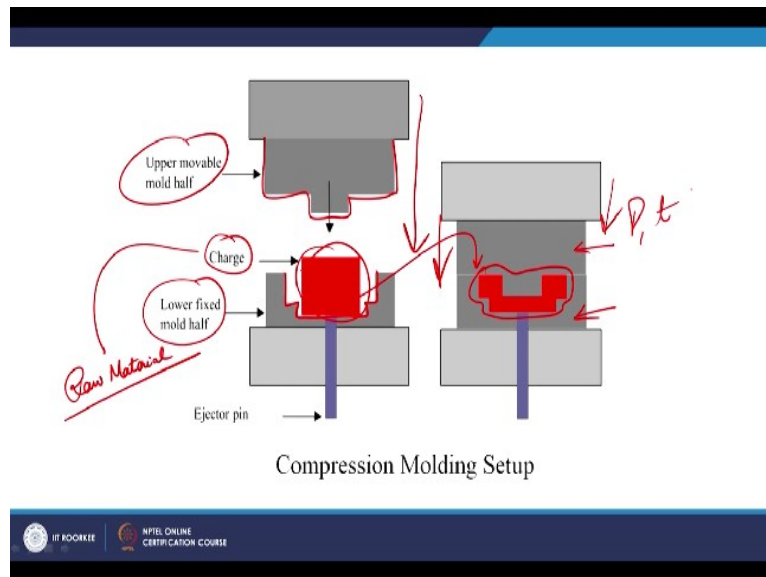 Upper movable
mold half
Charge
Lower fixed
mold half
Raw Material
Ejector pin
P, t
Compression Molding Setup
IIT ROORKEE
NPTEL ONLINE
CERTIFICATION COURSE